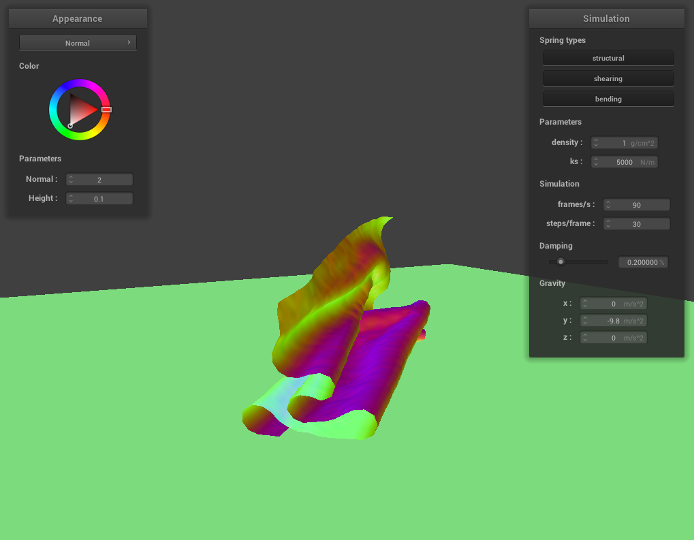 Appearance
Normal
Color
Parameters
Normal : 2
Height : 0.1
Simulation
Spring types
structural
shearing
bending
Parameters
density : 1 g/cm^2
ks : 5000 N/m
Simulation
frames/s : 90
steps/frame : 30
Damping
0.200000 %
Gravity
x : 0 m/s^2
y : -9.8 m/s^2
z : 0 m/s^2